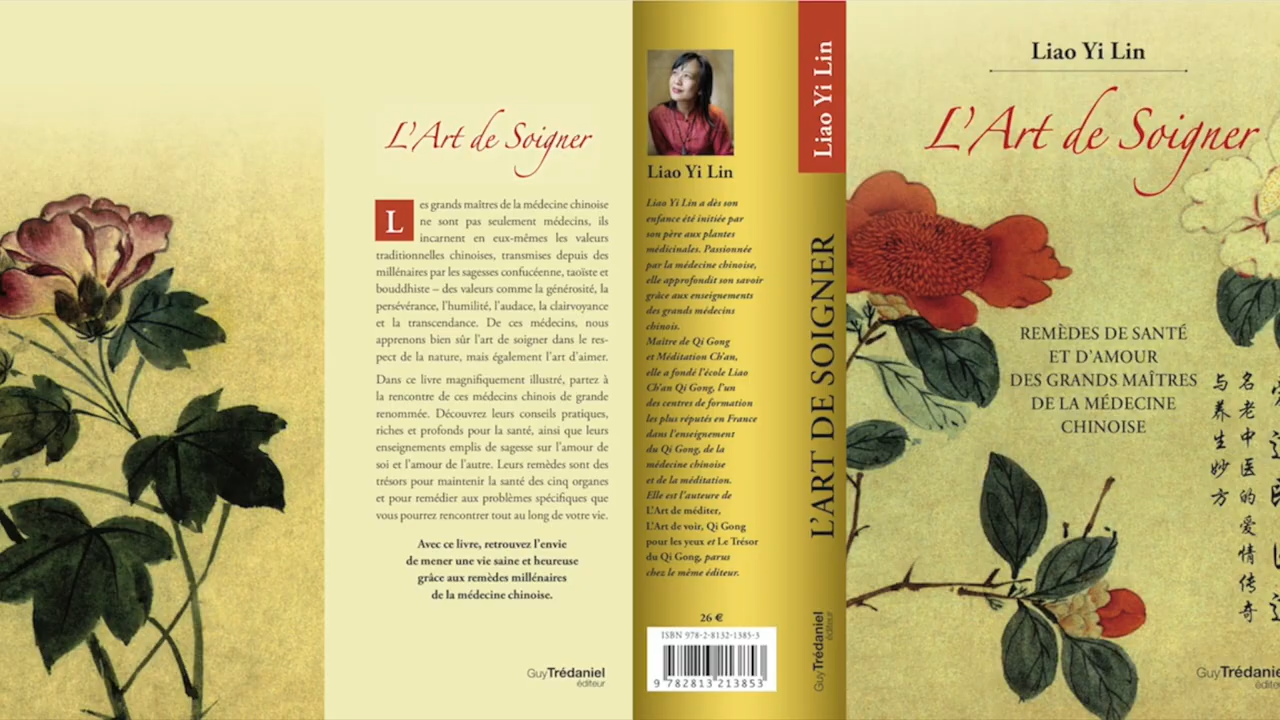 L'Art de Soigner
Les grands maîtres de la médecine chinoise
ne sont pas seulement médecins, ils
incarnent en eux-mêmes les valeurs
traditionnelles chinoises, transmises depuis des
millénaires par les sagesses confucéenne, taoïste et
bouddhiste – des valeurs comme la générosité, la
persévérance, l'humilité, l'audace, la clairvoyance
et la transcendance. De ces médecins, nous
apprenons bien sûr l'art de soigner dans le res-
pect de la nature, mais également l'art d'aimer.
Dans ce livre magnifiquement illustré, partez à
la rencontre de ces médecins chinois de grande
renommée. Découvrez leurs conseils pratiques,
riches et profonds pour la santé, ainsi que leurs
enseignements emplis de sagesse sur l'amour de
soi et l'amour de l'autre. Leurs remèdes sont des
trésors pour maintenir la santé des cinq organes
et pour remédier aux problèmes spécifiques que
vous pourrez rencontrer tout au long de votre vie.
Avec ce livre, retrouvez l'envie
de mener une vie saine et heureuse
grâce aux remèdes millénaires
de la médecine chinoise.
GuyTrédaniel
éditeur
Liao Yi Lin
Liao Yi Lin a dès son
enfance été initiée par
son père aux plantes
médicinales. Passionnée
par la médecine chinoise,
elle approfondit son savoir
grâce aux enseignements
des grands médecins
chinois.
Maître de Qi Gong
et Méditation Ch'an,
elle a fondé l'école Liao
Ch'an Qi Gong, l'un
des centres de formation
les plus réputés en France
dans l'enseignement
du Qi Gong, de la
médecine chinoise
et de la méditation.
Elle est l'auteure de
L'Art de méditer,
L'Art de voir, Qi Gong
pour les yeux et Le Trésor
du Qi Gong, parus
chez le même éditeur.
26 €
ISBN 978-2-8132-1385-3
9 782813 213853
Liao Yi Lin
L'ART DE SOIGNER
GuyTrédaniel
éditeur
Liao Yi Lin
L'Art de Soigner
REMÈDES DE SANTÉ
ET D'AMOUR
DES GRANDS MAÎTRES
DE LA MÉDECINE
CHINOISE
名老中医的爱情传奇
与养生妙方
GuyTrédaniel